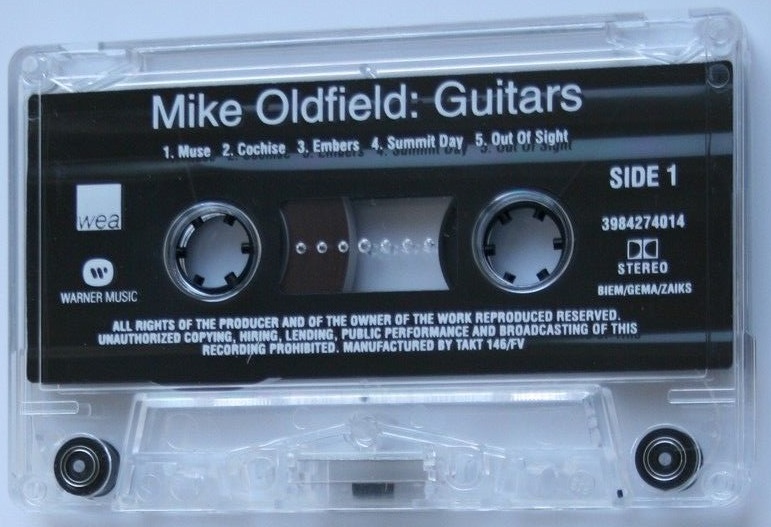 Mike Oldfield: Guitars
1. Muse 2. Cochise 3. Embers 4. Summit Day 5. Out Of Sight
SIDE 1
wea
3984274014
STEREO
WARNER MUSIC
BIEM/GEMA/ZAIKS
ALL RIGHTS OF THE PRODUCER AND OF THE OWNER OF THE WORK REPRODUCED RESERVED.
UNAUTHORIZED COPYING, HIRING, LENDING, PUBLIC PERFORMANCE AND BROADCASTING OF THIS
RECORDING PROHIBITED. MANUFACTURED BY TAKT 146/FV